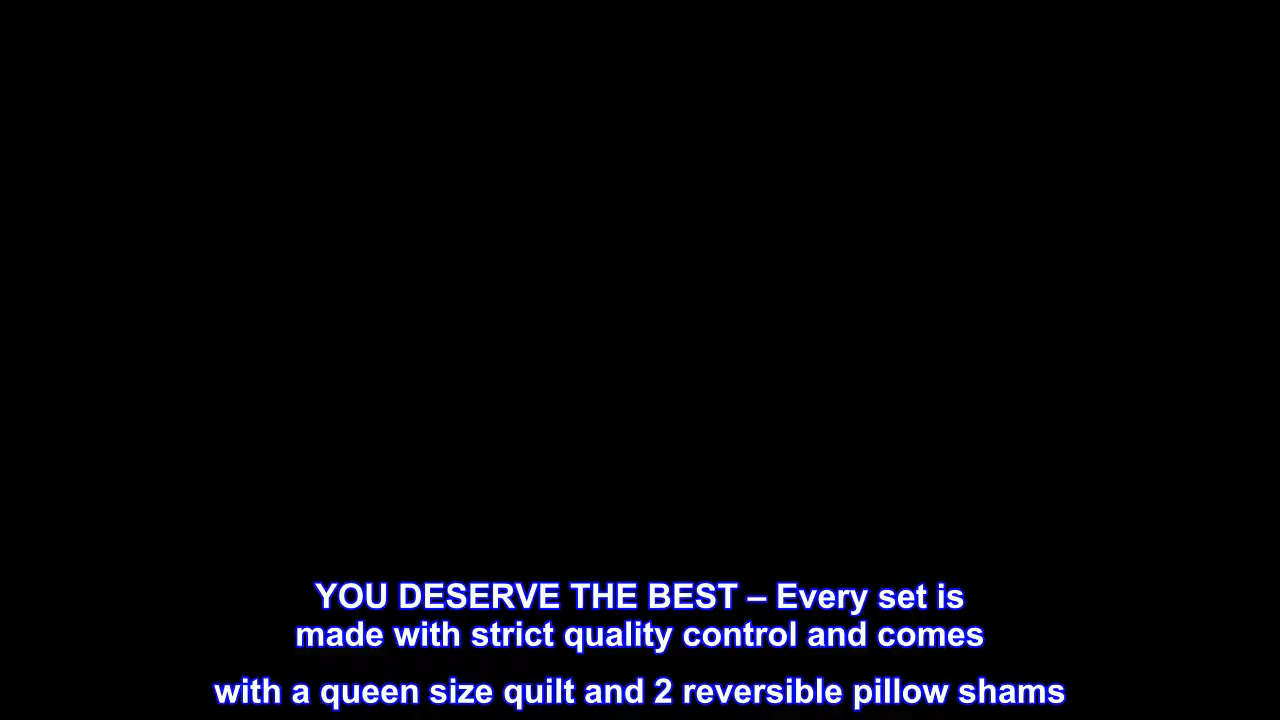 YOU DESERVE THE BEST – Every set is
made with strict quality control and comes
with a queen size quilt and 2 reversible pillow shams